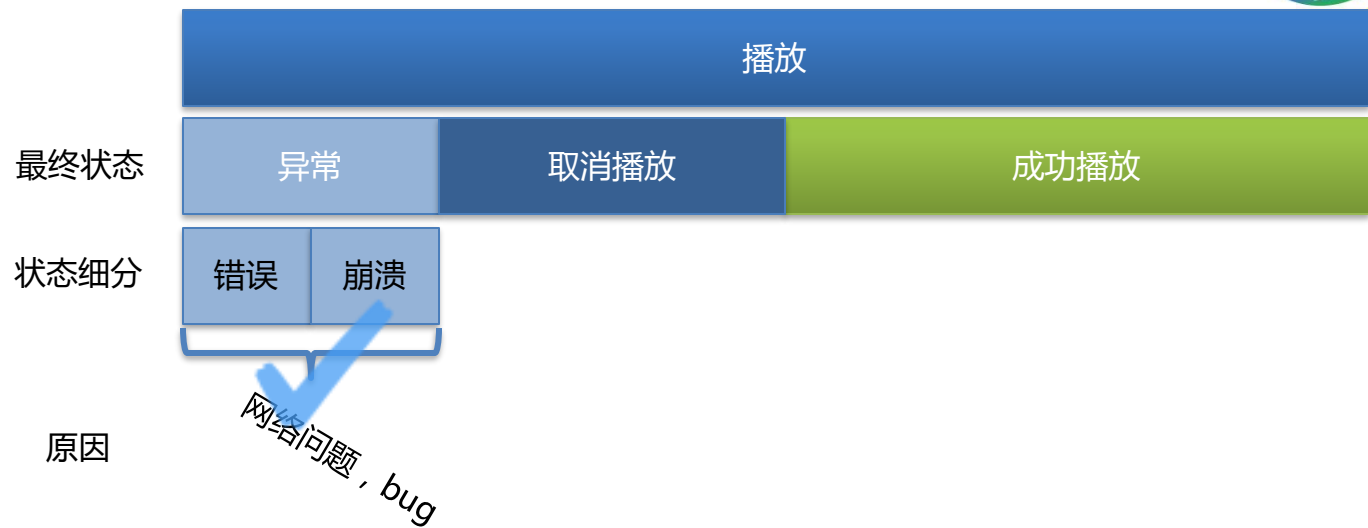 播放
最终状态
异常
取消播放
成功播放
状态细分
错误
崩溃
原因
网络问题，bug